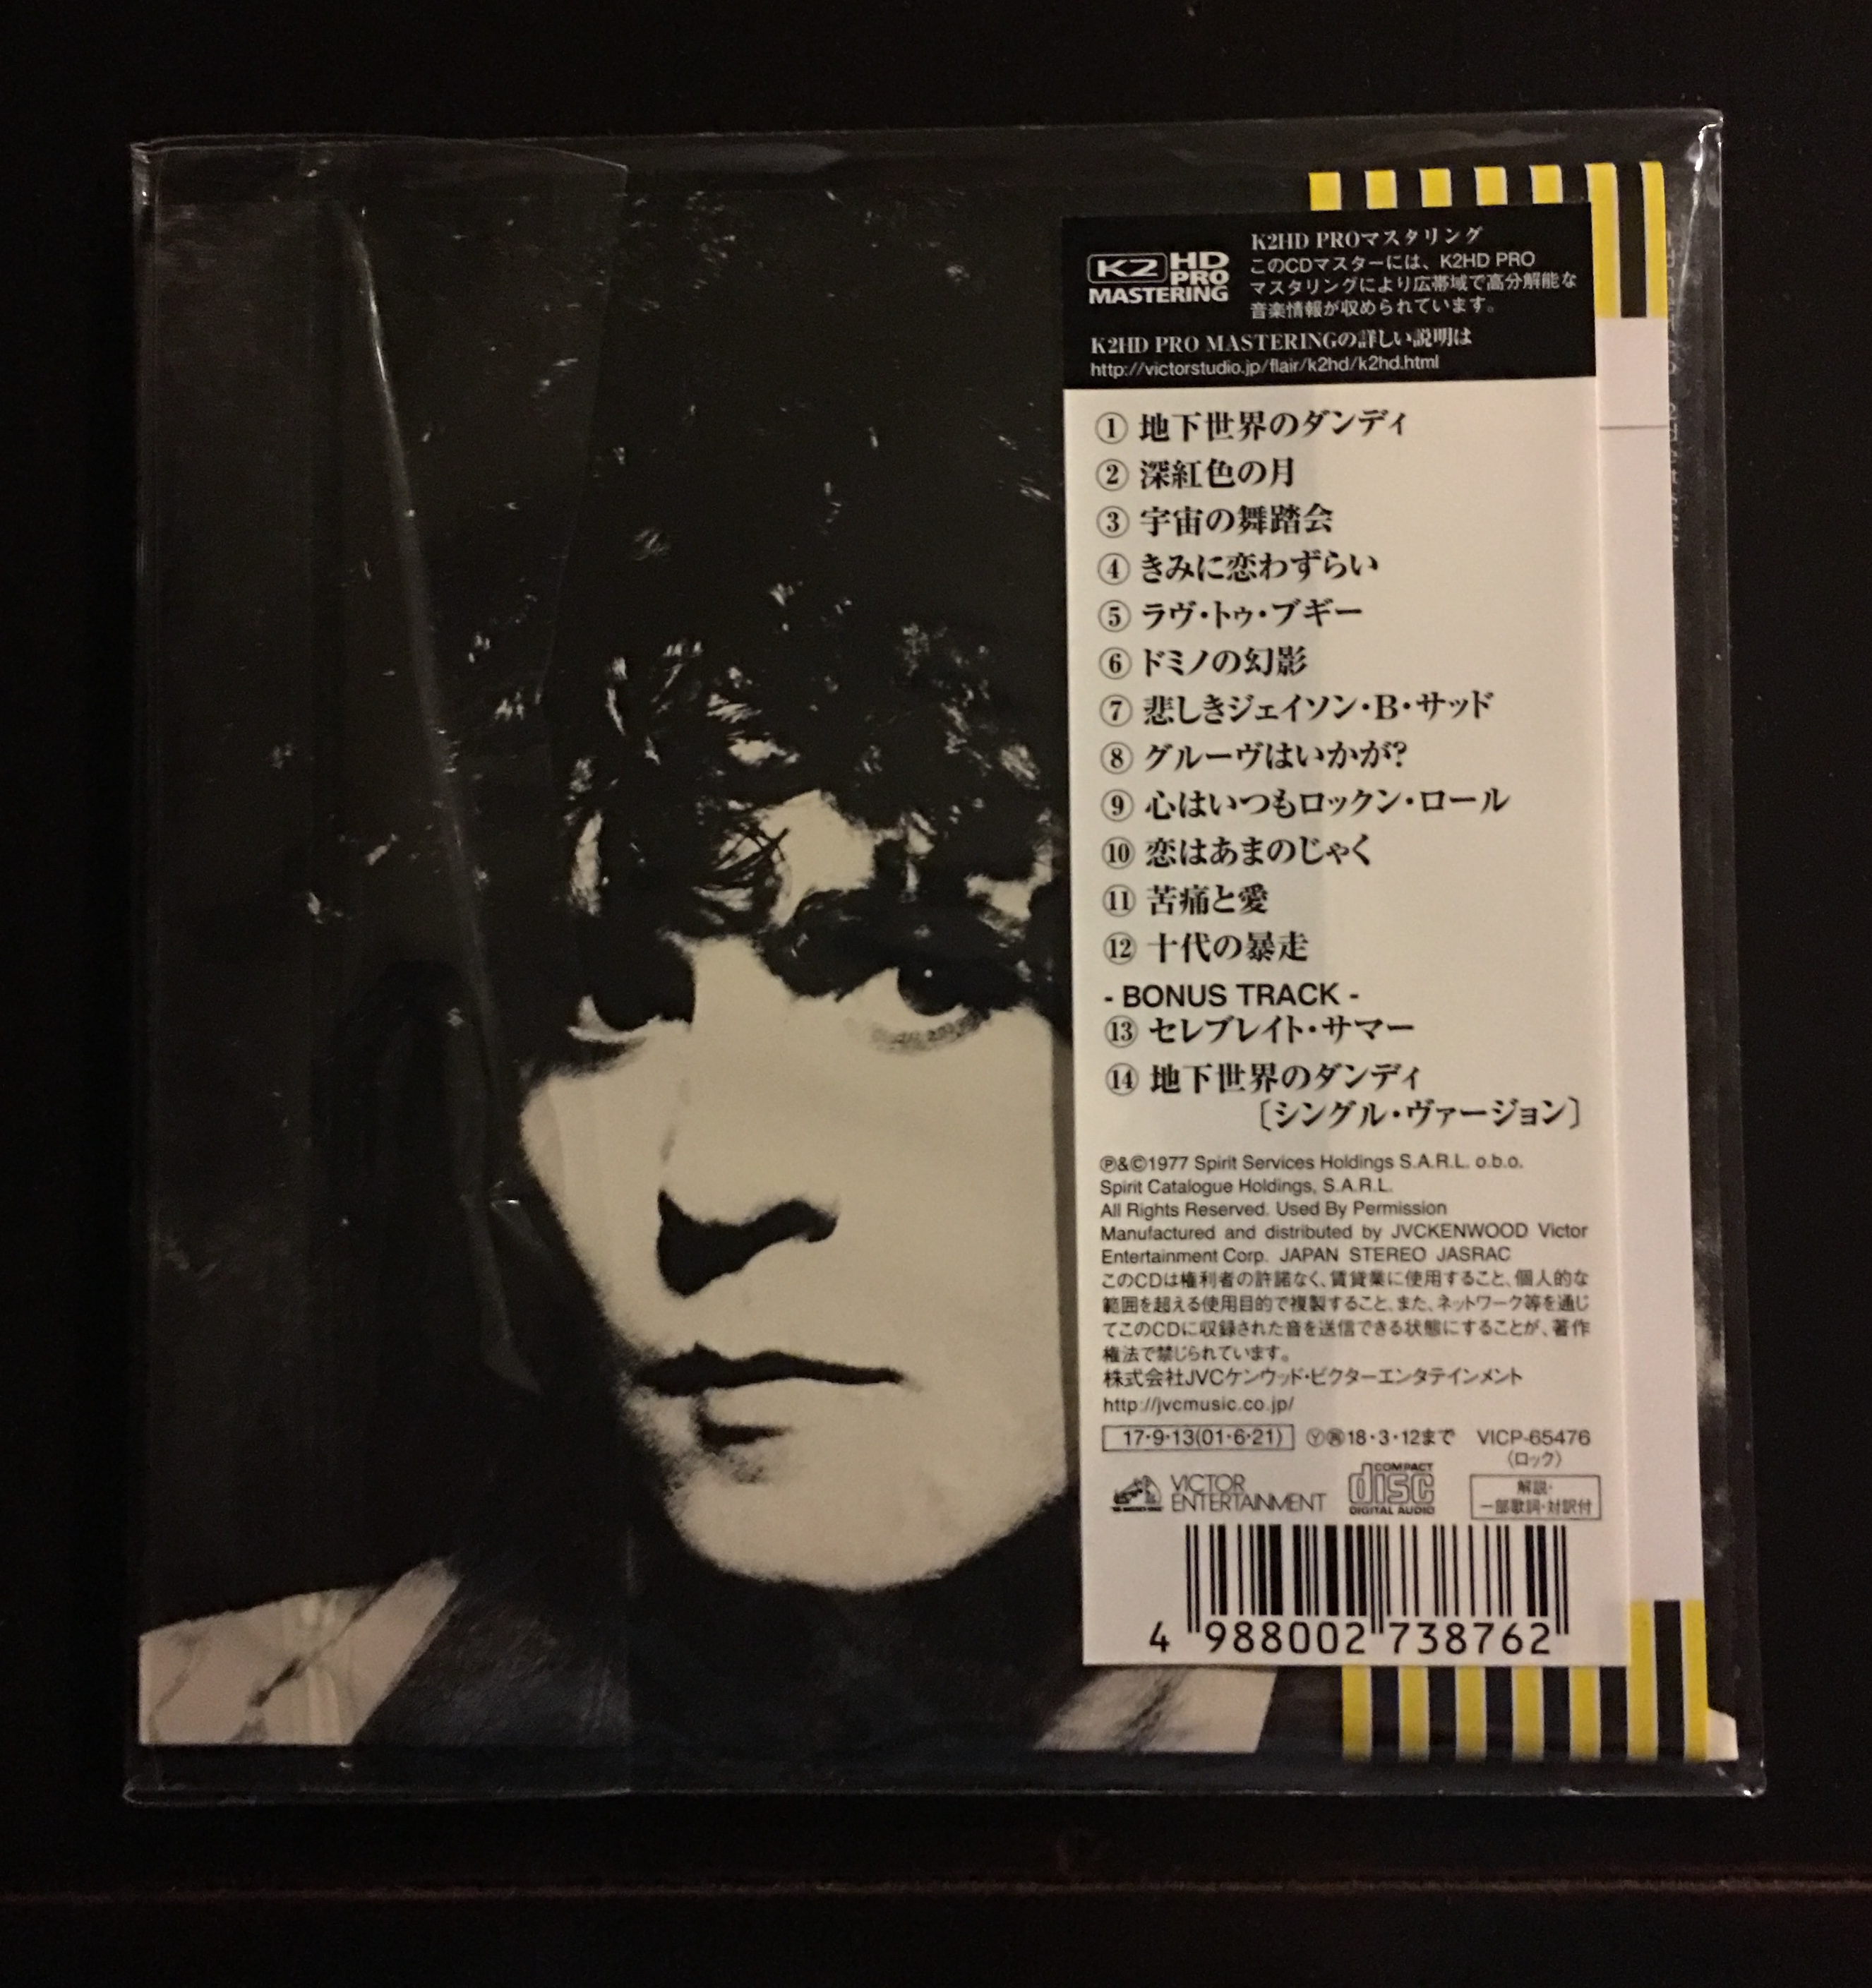 K2 HD
PRO
MASTERING
K2HD PROマスタリング
このCDマスターには、K2HD PRO
マスタリングにより広帯域で高分解能な
音楽情報が収められています。
K2HD PRO MASTERINGの詳しい説明は
http://victorstudio.jp/flair/k2hd/k2hd.html
① 地下世界のダンディ
② 深紅色の月
③ 宇宙の舞踏会
④ きみに恋わずらい
⑤ ラヴ・トゥ・ブギー
⑥ ドミノの幻影
⑦ 悲しきジェイソン・B・サッド
⑧ グルーヴはいかが?
⑨ 心はいつもロックン・ロール
⑩ 恋はあまのじゃく
⑪ 苦痛と愛
⑫ 十代の暴走
- BONUS TRACK -
⑬ セレブレイト・サマー
⑭ 地下世界のダンディ
〔シングル・ヴァージョン〕
℗&©1977 Spirit Services Holdings S.A.R.L. o.b.o.
Spirit Catalogue Holdings, S.A.R.L.
All Rights Reserved. Used By Permission
Manufactured and distributed by JVCKENWOOD Victor
Entertainment Corp. JAPAN STEREO JASRAC
このCDは権利者の許諾なく、賃貸業に使用すること、個人的な
範囲を超える使用目的で複製すること、また、ネットワーク等を通じ
てこのCDに収録された音を送信できる状態にすることが、著作
権法で禁じられています。
株式会社JVCケンウッド・ビクターエンタテインメント
http://jvcmusic.co.jp/
17・9・13(01・6・21) Ⓨ㋹18・3・12まで VICP-65476
〈ロック〉
VICTOR
ENTERTAINMENT
COMPACT
disc
DIGITAL AUDIO
解説・
一部歌詞・対訳付
4 988002 738762